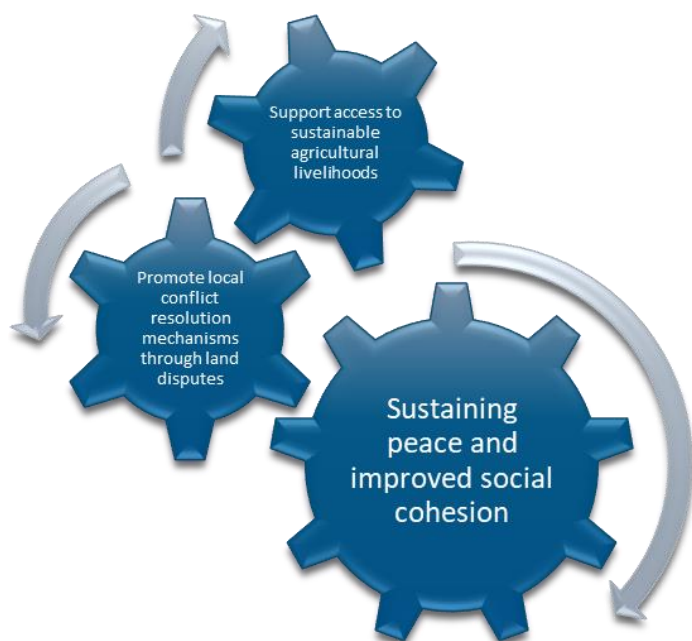 Support access to
sustainable
agricultural
livelihoods
Promote local
conflict
resolution
mechanisms
through land
disputes
Sustaining
peace and
improved social
cohesion